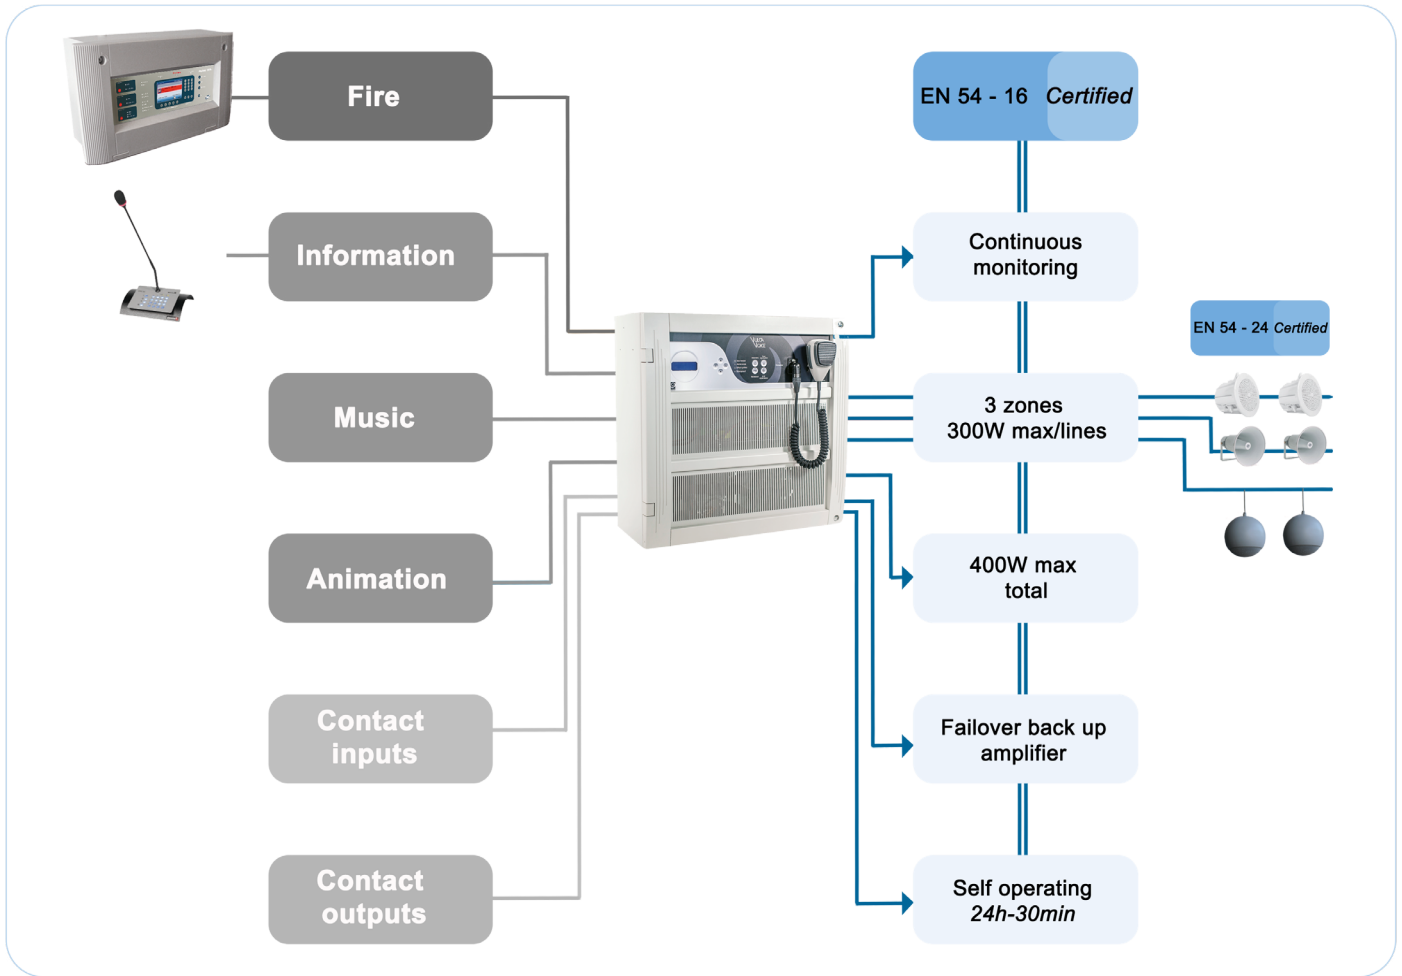 Fire
EN 54 - 16 Certified
Information
Continuous
monitoring
EN 54 - 24 Certified
Music
3 zones
300W max/lines
Animation
400W max
total
Contact
inputs
Failover back up
amplifier
Contact
outputs
Self operating
24h-30min